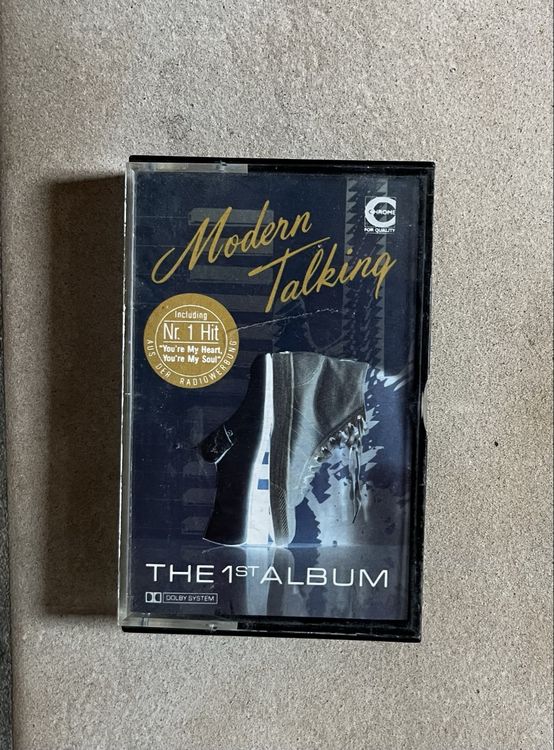 Modern
Talking
CHROME
FOR QUALITY
Including
Nr. 1 Hit
"You're My Heart,
You're My Soul"
AUS DER RADIOWERBUNG
THE 1ST ALBUM
DOLBY SYSTEM